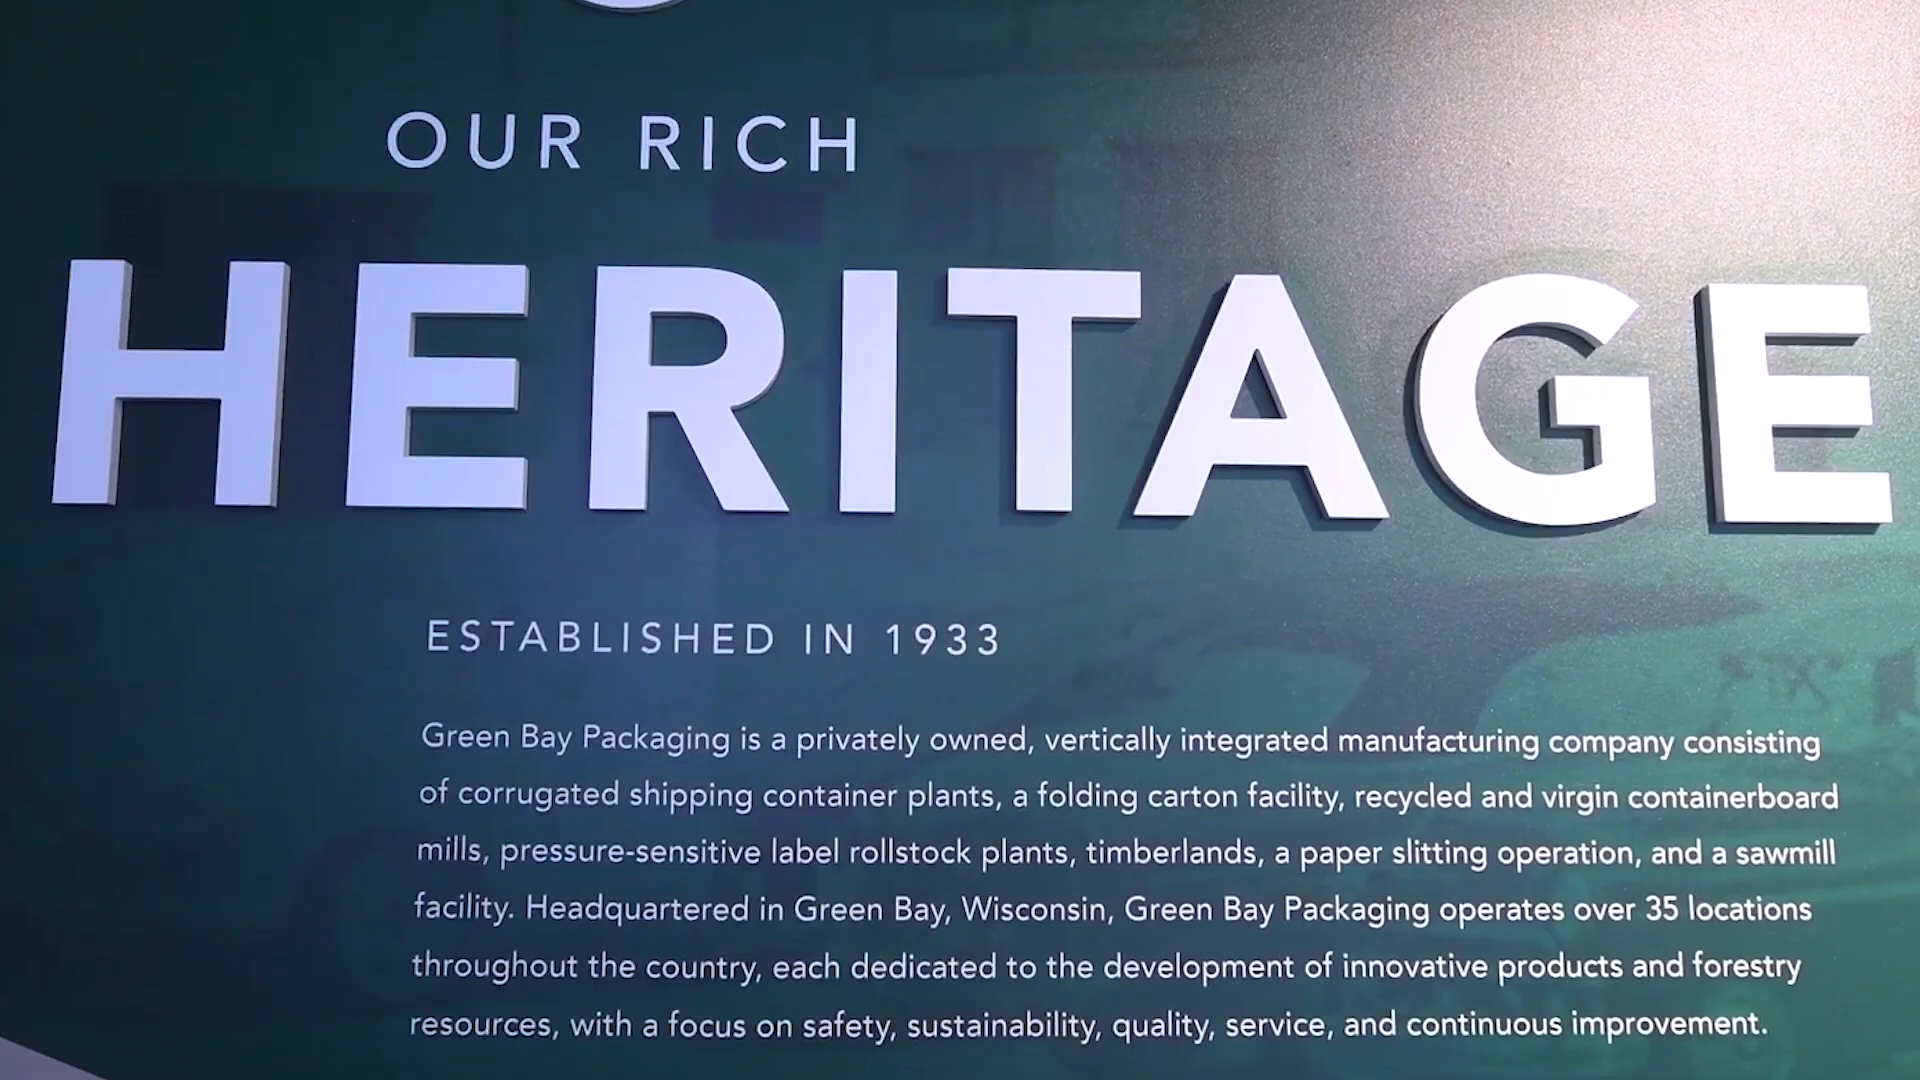 OUR RICH
HERITAGE
ESTABLISHED IN 1933
Green Bay Packaging is a privately owned, vertically integrated manufacturing company consisting
of corrugated shipping container plants, a folding carton facility, recycled and virgin containerboard
mills, pressure-sensitive label rollstock plants, timberlands, a paper slitting operation, and a sawmill
facility. Headquartered in Green Bay, Wisconsin, Green Bay Packaging operates over 35 locations
throughout the country, each dedicated to the development of innovative products and forestry
resources, with a focus on safety, sustainability, quality, service, and continuous improvement.